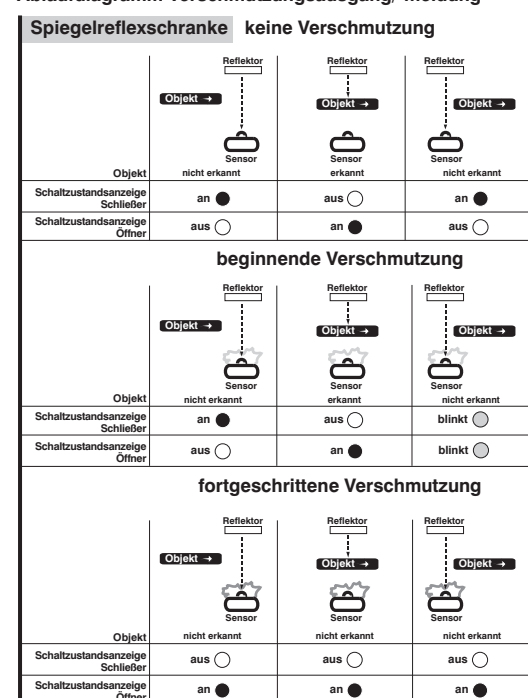 Ablaufdiagramm Verschmutzungsausgang/-meldung
Spiegelreflexschranke keine Verschmutzung
Reflektor Reflektor Reflektor
Objekt → Objekt → Objekt →
Sensor Sensor Sensor
Objekt nicht erkannt erkannt nicht erkannt
Schaltzustandsanzeige
Schließer an aus an
Schaltzustandsanzeige
Öffner aus an aus
beginnende Verschmutzung
Reflektor Reflektor Reflektor
Objekt → Objekt → Objekt →
Sensor Sensor Sensor
Objekt nicht erkannt erkannt nicht erkannt
Schaltzustandsanzeige
Schließer an aus blinkt
Schaltzustandsanzeige
Öffner aus an blinkt
fortgeschrittene Verschmutzung
Reflektor Reflektor Reflektor
Objekt → Objekt → Objekt →
Sensor Sensor Sensor
Objekt nicht erkannt nicht erkannt nicht erkannt
Schaltzustandsanzeige
Schließer aus aus aus
Schaltzustandsanzeige
Öffner an an an